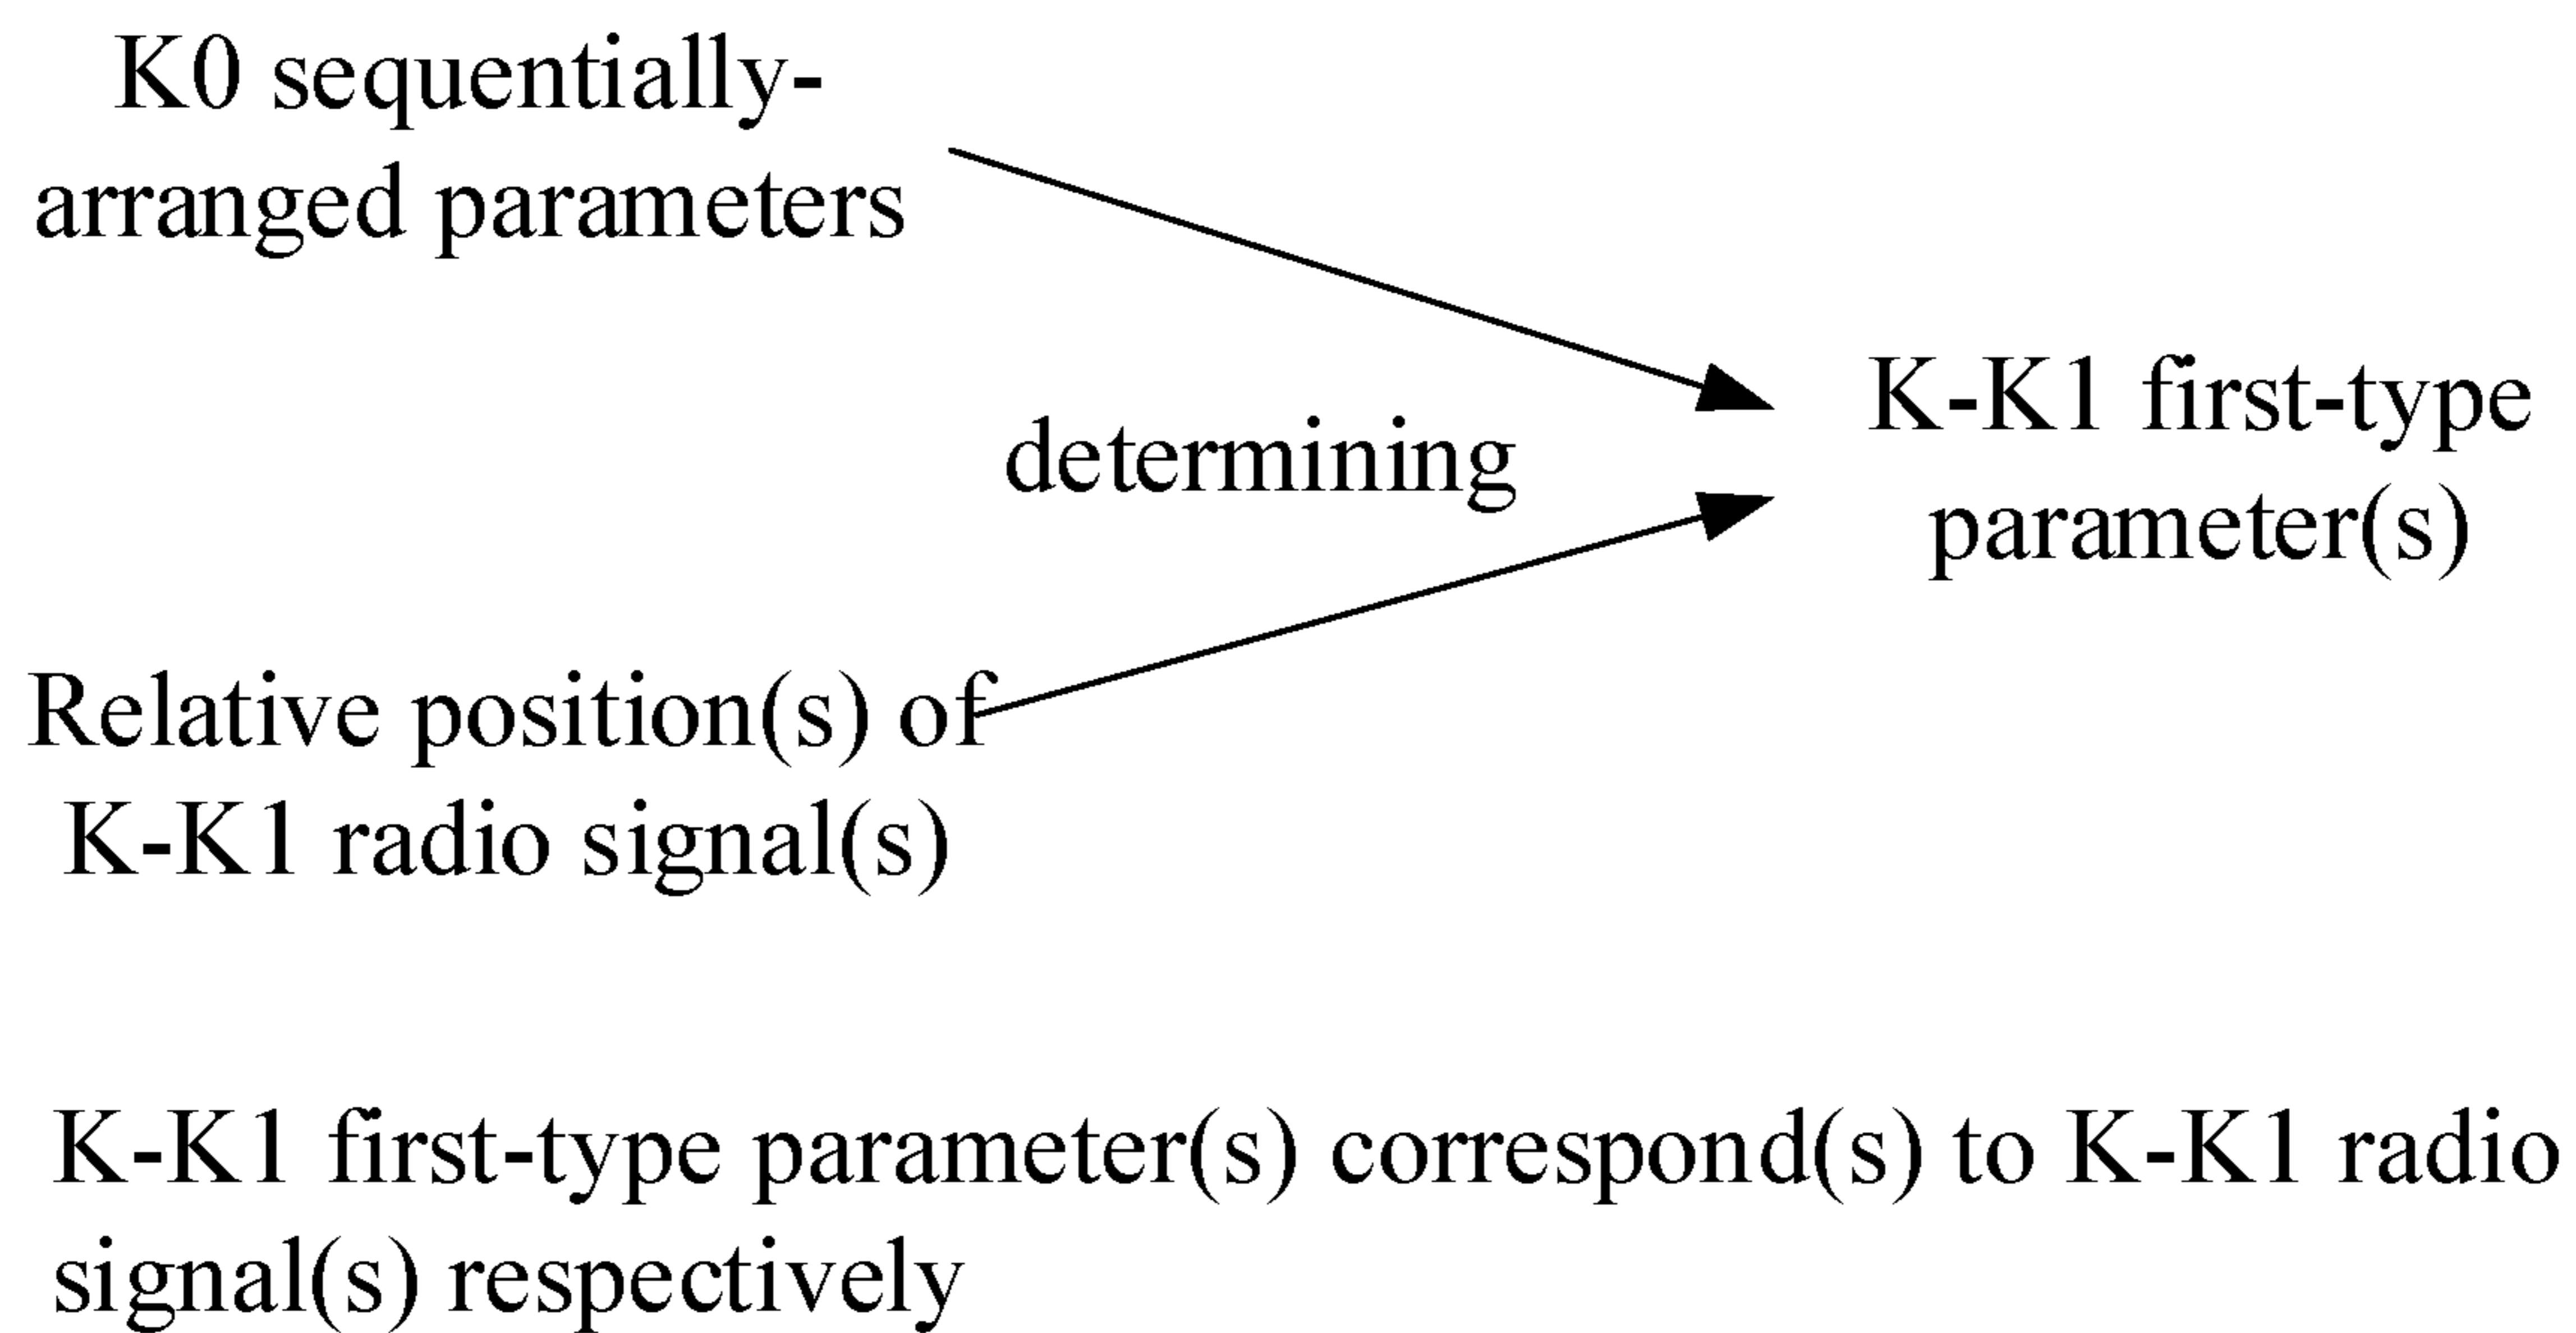 K0 sequentially-
arranged parameters
determining
K-K1 first-type
parameter(s)
Relative position(s) of
K-K1 radio signal(s)
K-K1 first-type parameter(s) correspond(s) to K-K1 radio
signal(s) respectively